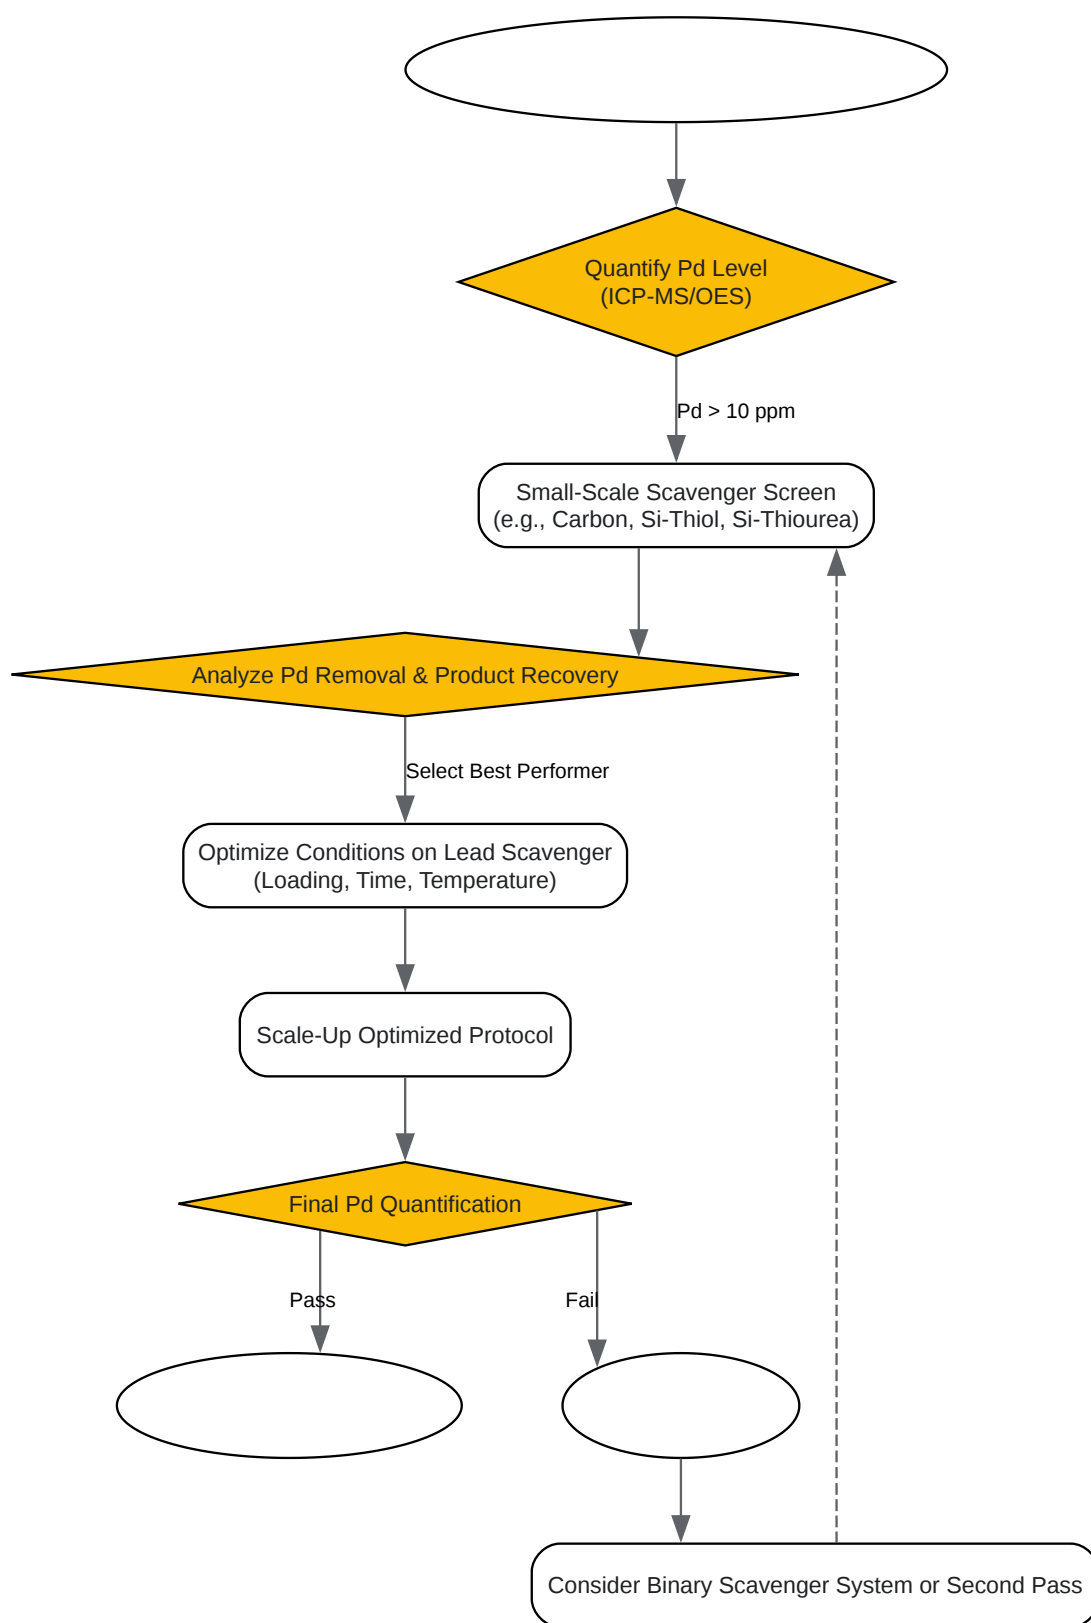 Quantify Pd Level
(ICP-MS/OES)
Pd > 10 ppm
Small-Scale Scavenger Screen
(e.g., Carbon, Si-Thiol, Si-Thiourea)
Analyze Pd Removal & Product Recovery
Select Best Performer
Optimize Conditions on Lead Scavenger
(Loading, Time, Temperature)
Scale-Up Optimized Protocol
Final Pd Quantification
Pass
Fail
Consider Binary Scavenger System or Second Pass